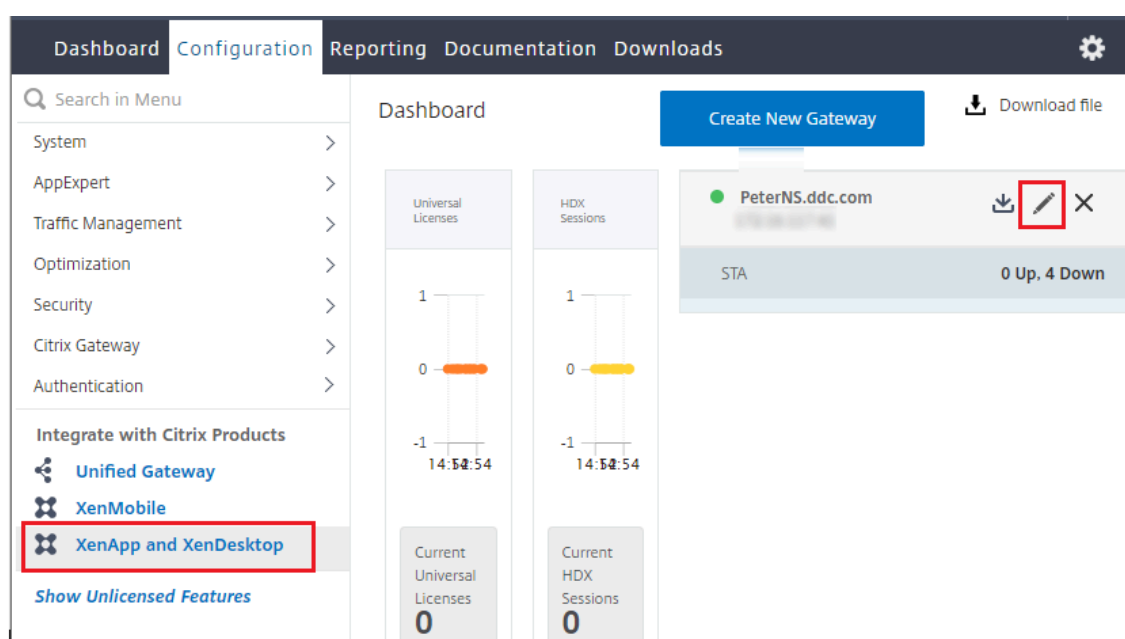 Dashboard Configuration Reporting Documentation Downloads
Search in Menu
System
AppExpert
Traffic Management
Optimization
Security
Citrix Gateway
Authentication
Integrate with Citrix Products
Unified Gateway
XenMobile
XenApp and XenDesktop
Show Unlicensed Features
Dashboard
Create New Gateway
Download file
Universal
Licenses
1
0
-1
Current
Universal
Licenses
0
HDX
Sessions
1
0
-1
Current
HDX
Sessions
0
PeterNS.ddc.com
STA 0 Up, 4 Down